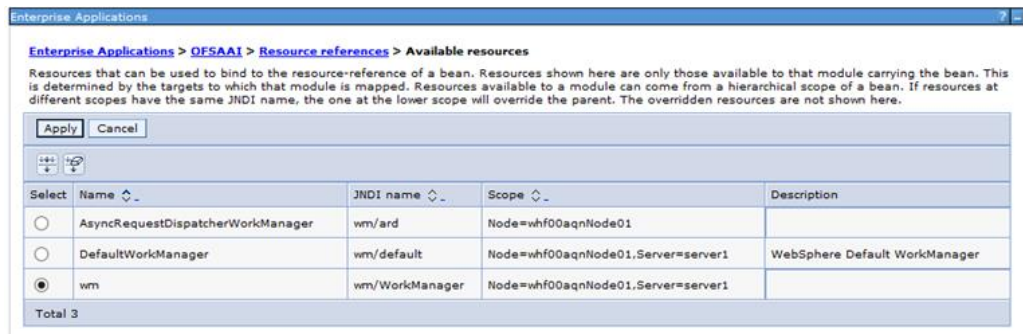 Enterprise Applications ? –
Enterprise Applications > OFSAAI > Resource references > Available resources
Resources that can be used to bind to the resource-reference of a bean. Resources shown here are only those available to that module carrying the bean. This
is determined by the targets to which that module is mapped. Resources available to a module can come from a hierarchical scope of a bean. If resources at
different scopes have the same JNDI name, the one at the lower scope will override the parent. The overridden resources are not shown here.
Apply Cancel
Select Name JNDI name Scope Description
AsyncRequestDispatcherWorkManager wm/ard Node=whf00aqnNode01
DefaultWorkManager wm/default Node=whf00aqnNode01,Server=server1 WebSphere Default WorkManager
wm wm/WorkManager Node=whf00aqnNode01,Server=server1
Total 3